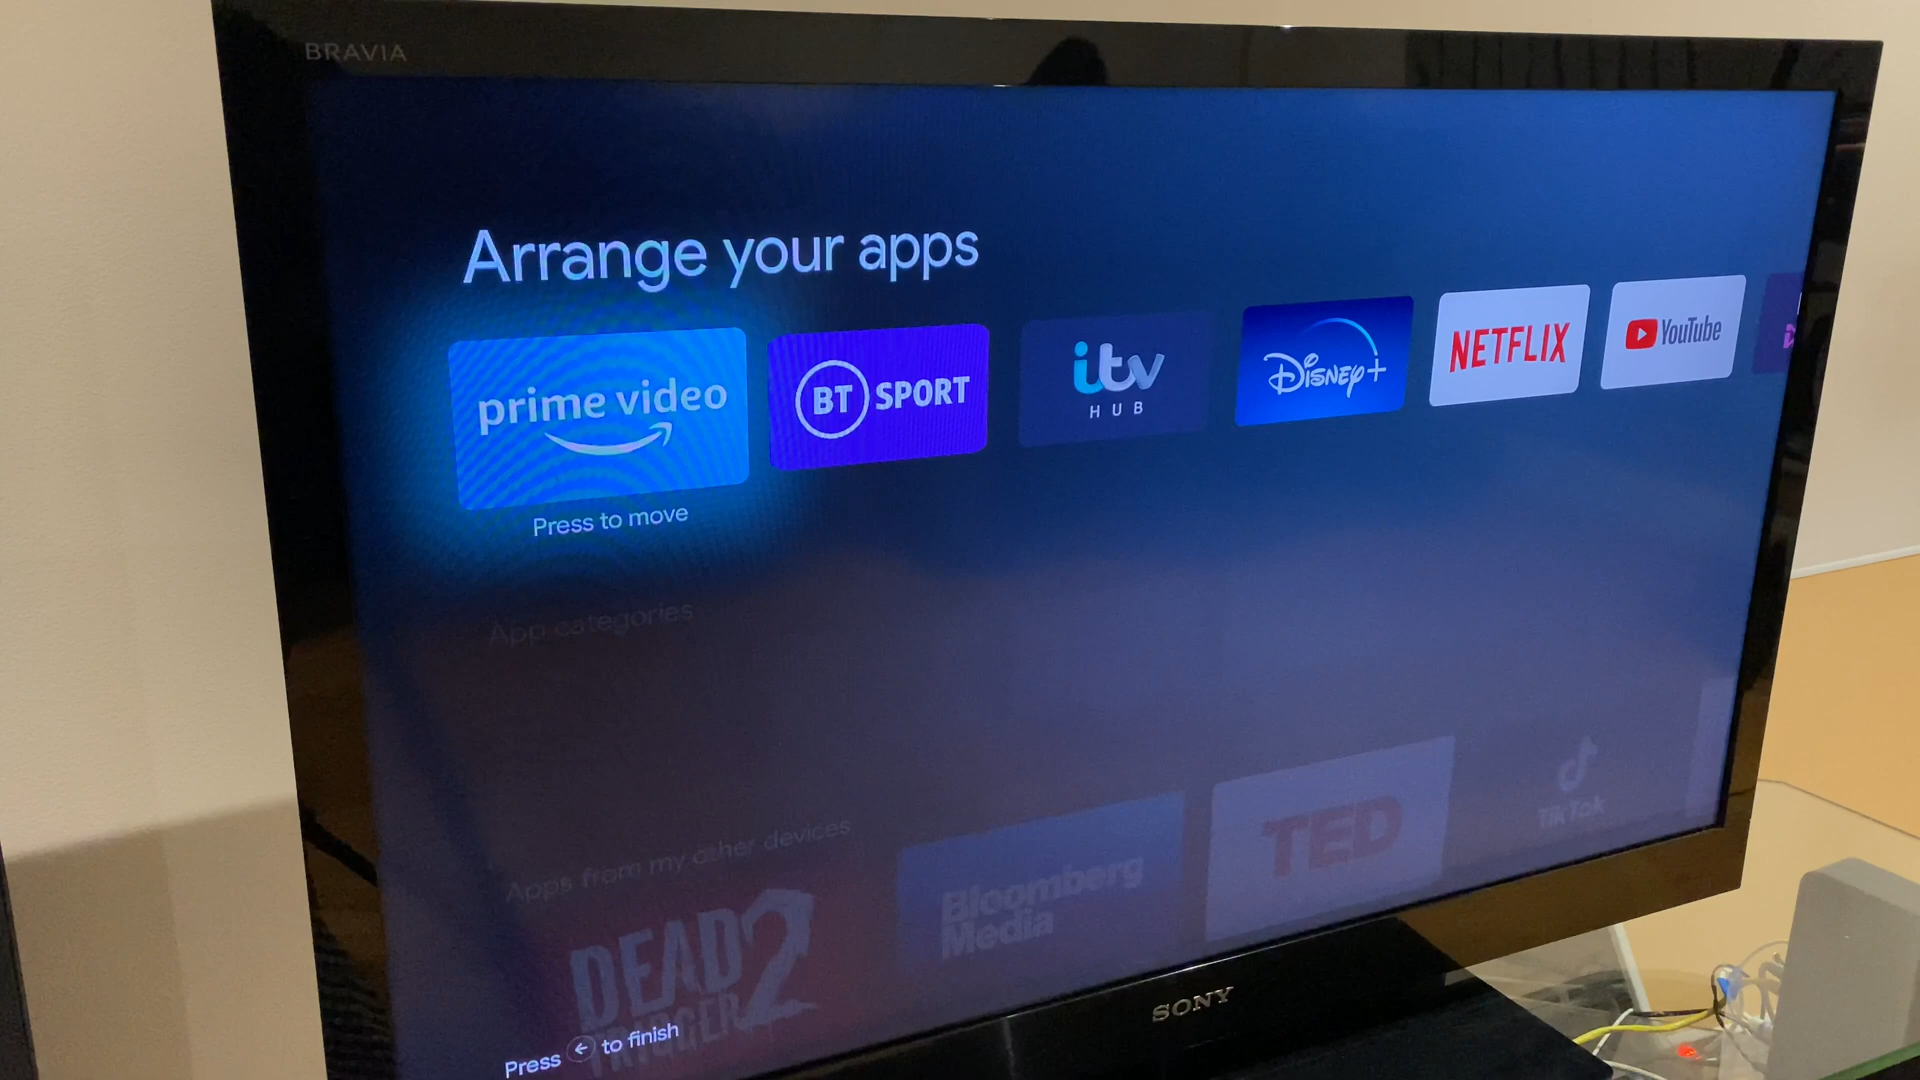 BRAVIA
Arrange your apps
prime video
BT SPORT
itv
HUB
Disney+
NETFLIX
YouTube
Press to move
App categories
Apps from my other devices
DEAD
TRIGGER 2
Bloomberg
Media
TED
TikTok
Press ← to finish
SONY